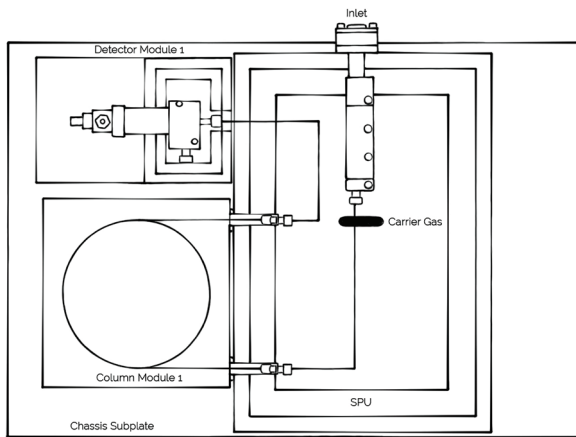 Inlet
Detector Module 1
Carrier Gas
Column Module 1
SPU
Chassis Subplate